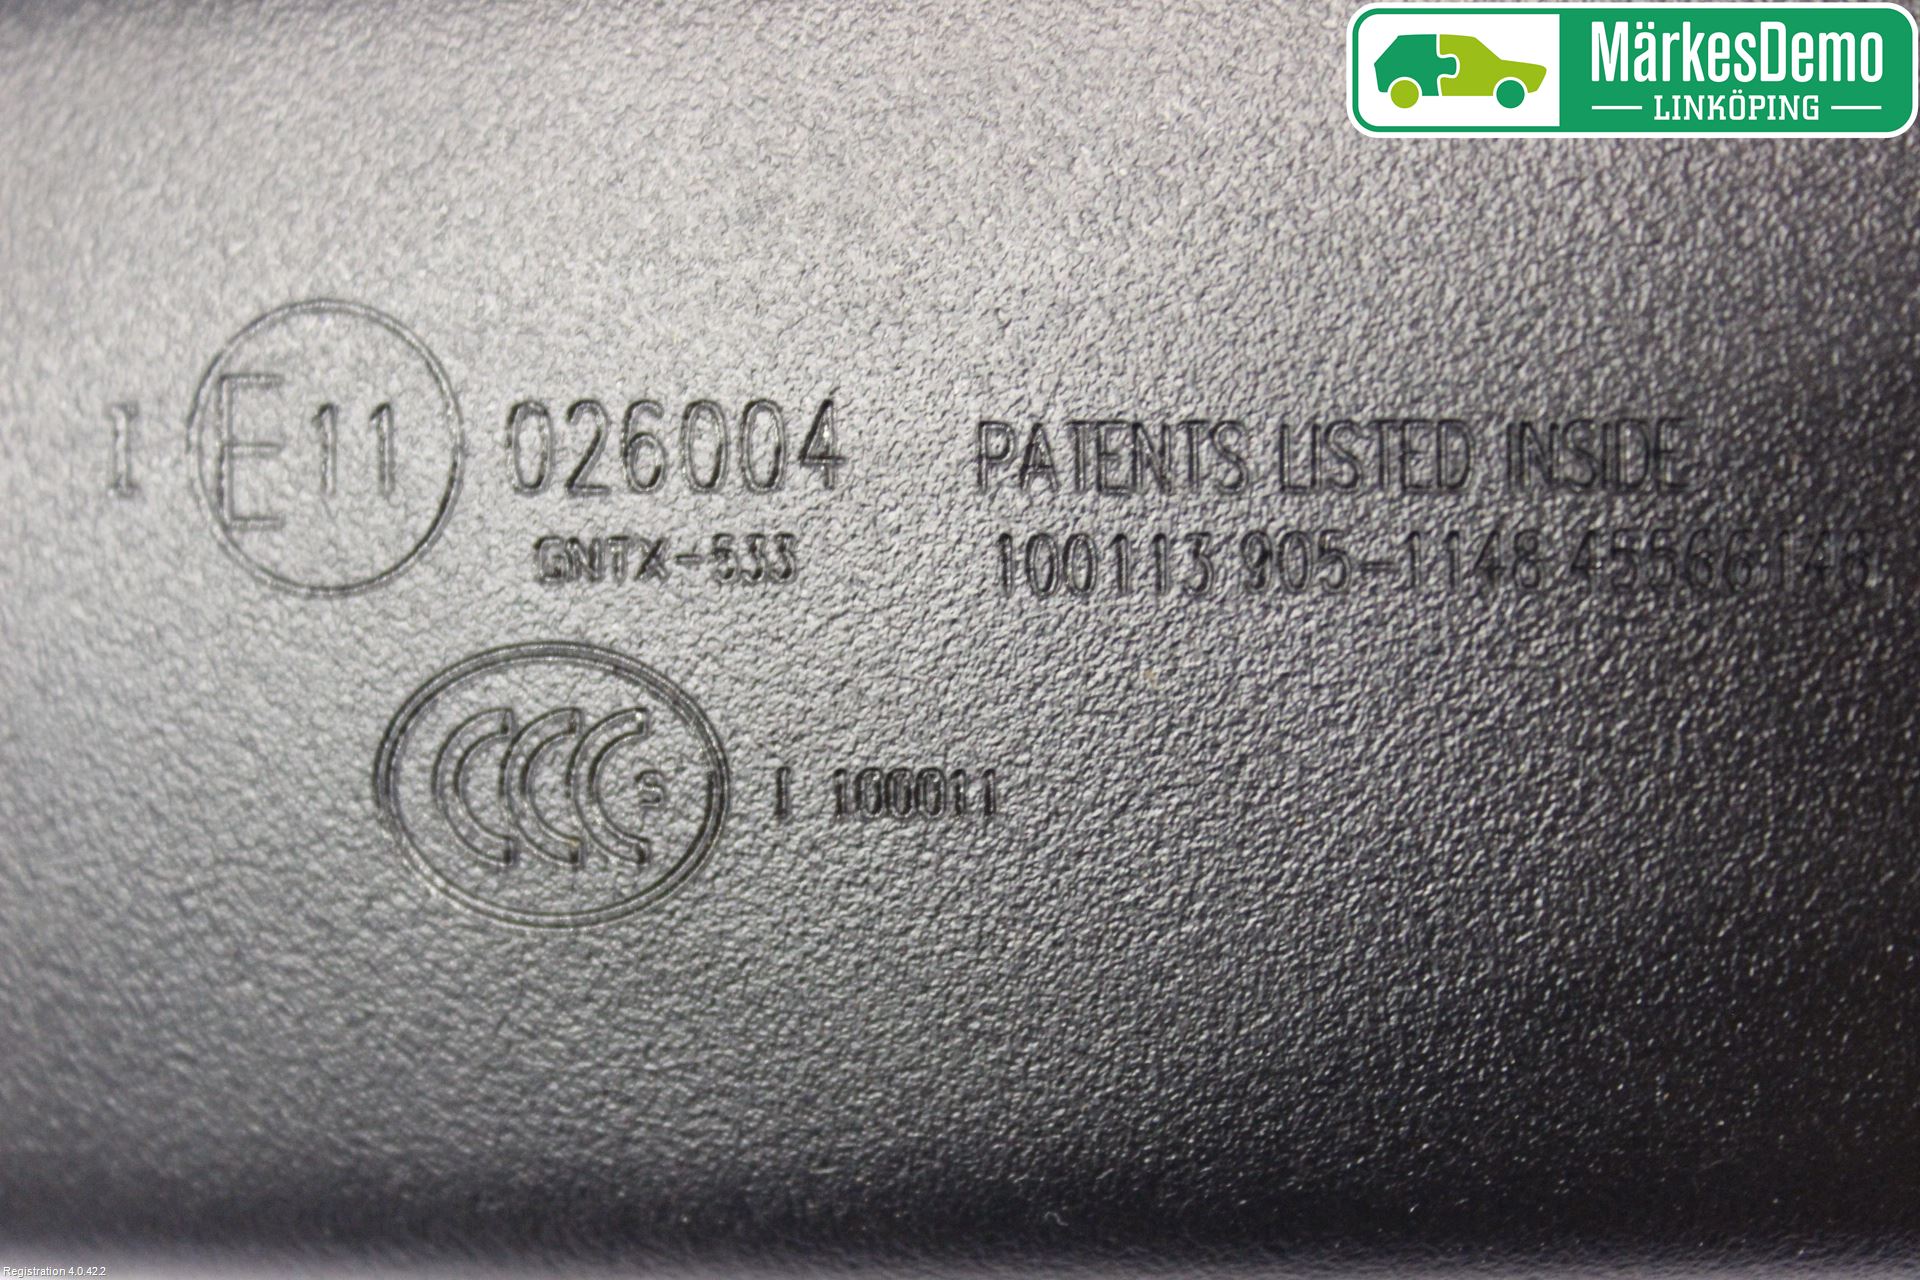 MärkesDemo
LINKÖPING
I E11 026004 PATENTS LISTED INSIDE
GNTX-533 100113 905-1148 45566146
CCC S I 100011
Registration 4.0.42.2